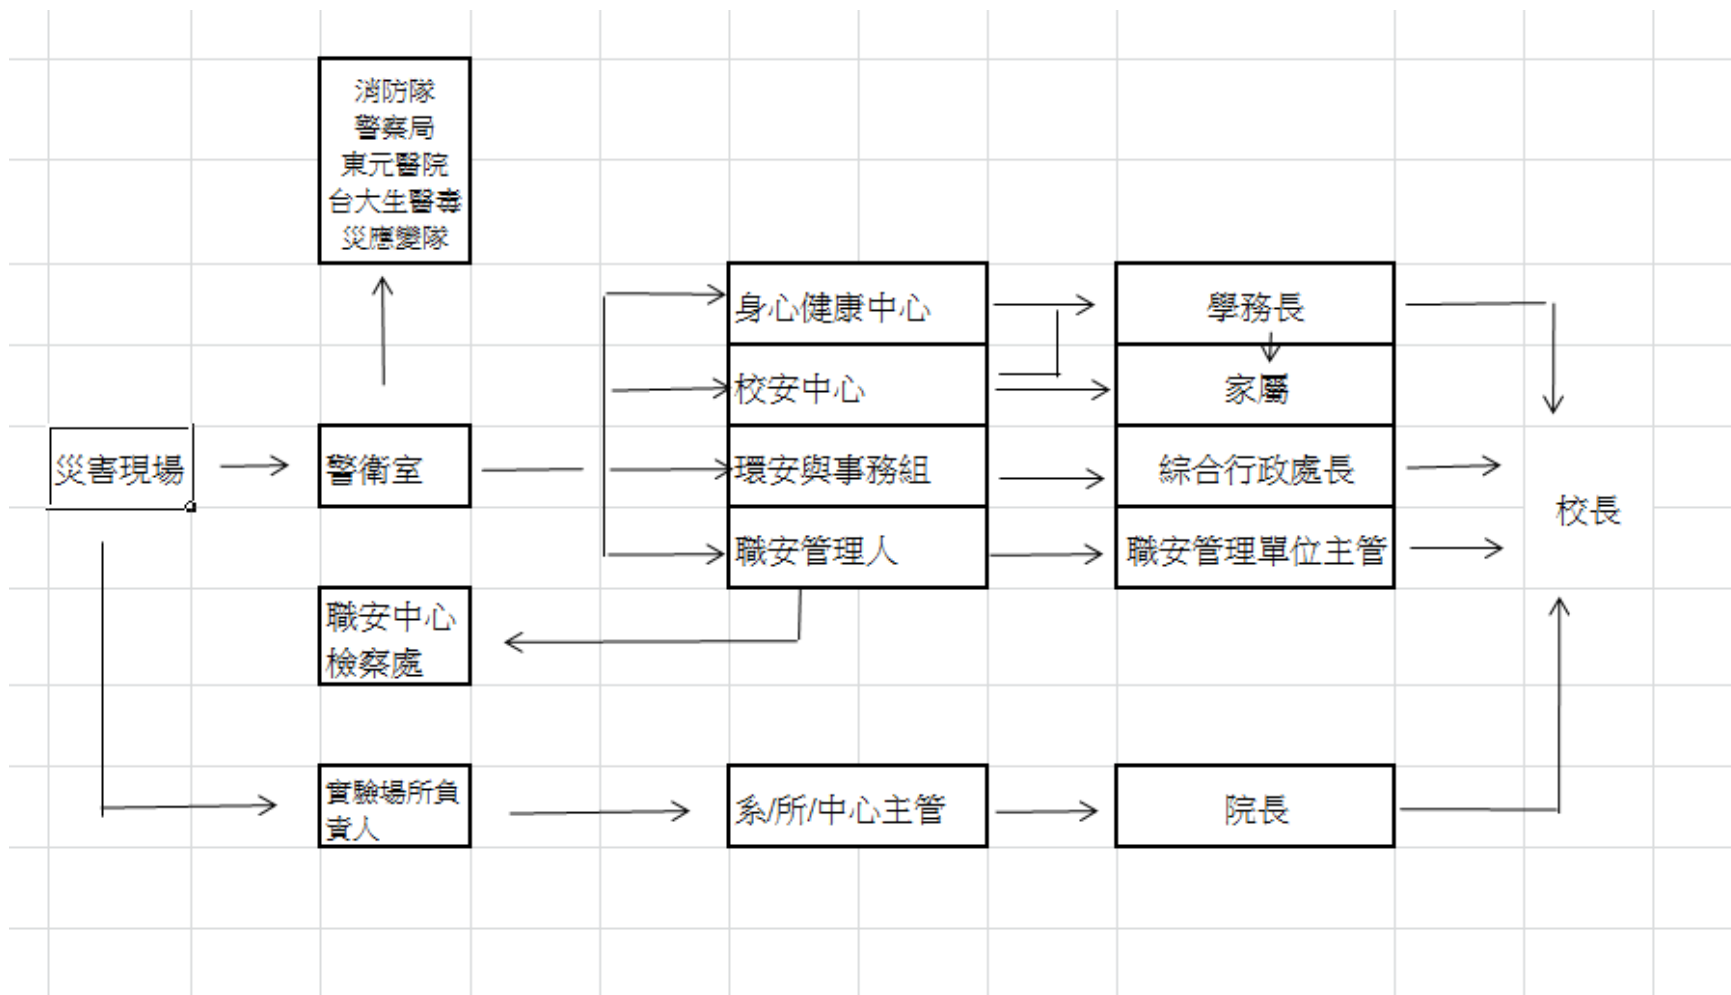 消防隊
警察局
東元醫院
台大生醫毒
災應變隊
身心健康中心
學務長
校安中心
家屬
災害現場
警衛室
環安與事務組
綜合行政處長
校長
職安管理人
職安管理單位主管
職安中心
檢察處
實驗場所負
責人
系/所/中心主管
院長